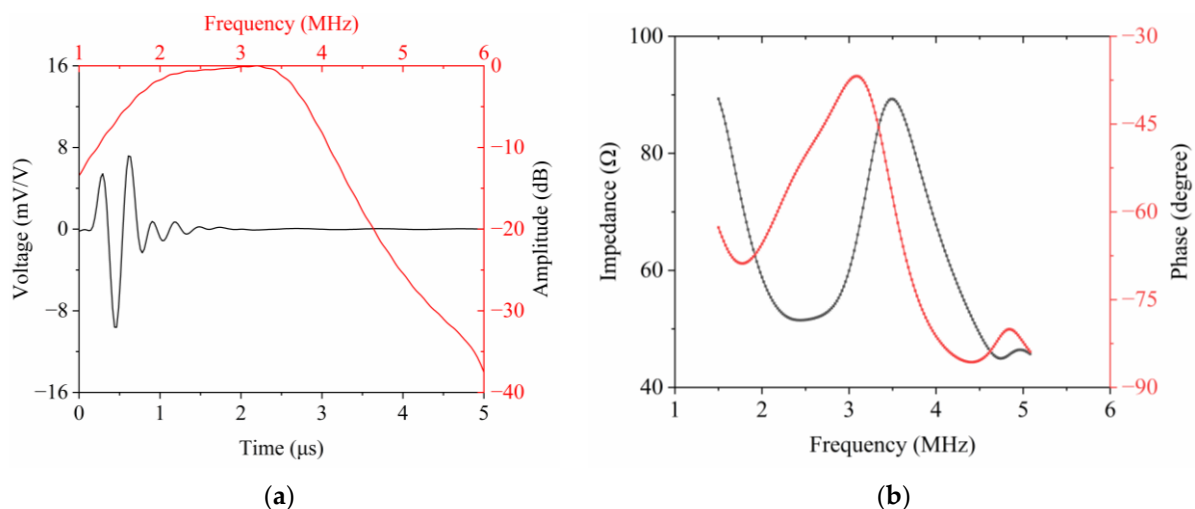 Frequency (MHz)
1 2 3 4 5 6
16 8 0 −8 −16
Voltage (mV/V)
0 −10 −20 −30 −40
Amplitude (dB)
0 1 2 3 4 5
Time (μs)
(a)
100 80 60 40
Impedance (Ω)
−30 −45 −60 −75 −90
Phase (degree)
1 2 3 4 5 6
Frequency (MHz)
(b)